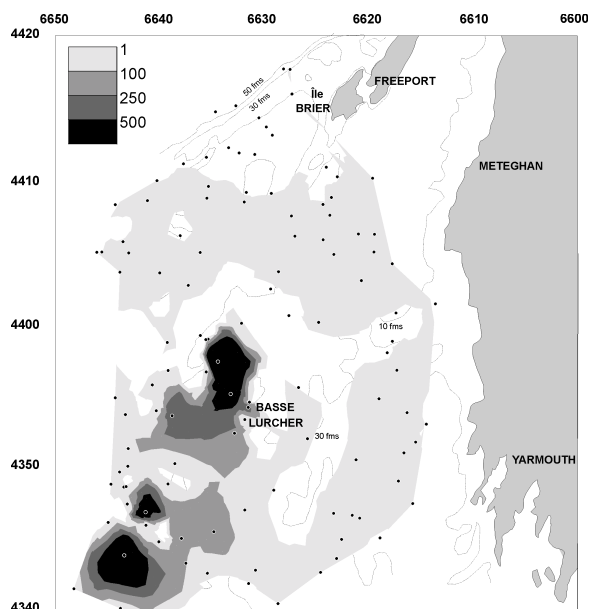 6650 6640 6630 6620 6610 6600
4420
1
100
250
500
50 fms
30 fms
Île
BRIER
FREEPORT
METEGHAN
4410
4400
10 fms
BASSE
LURCHER
30 fms
4350
YARMOUTH
4340